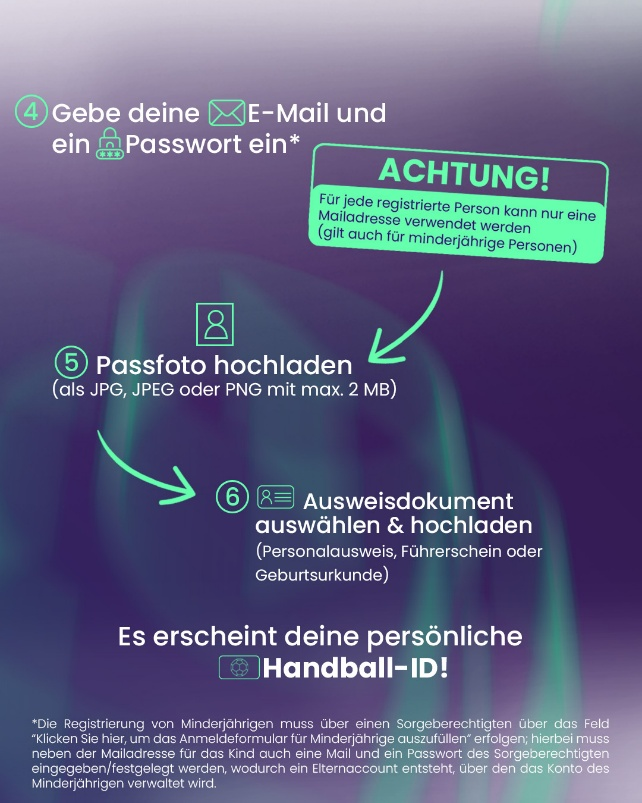 4 Gebe deine E-Mail und
ein Passwort ein*
ACHTUNG!
Für jede registrierte Person kann nur eine
Mailadresse verwendet werden
(gilt auch für minderjährige Personen)
5 Passfoto hochladen
(als JPG, JPEG oder PNG mit max. 2 MB)
6 Ausweisdokument
auswählen & hochladen
(Personalausweis, Führerschein oder
Geburtsurkunde)
Es erscheint deine persönliche
Handball-ID!
*Die Registrierung von Minderjährigen muss über einen Sorgeberechtigten über das Feld
"Klicken Sie hier, um das Anmeldeformular für Minderjährige auszufüllen" erfolgen; hierbei muss
neben der Mailadresse für das Kind auch eine Mail und ein Passwort des Sorgeberechtigten
eingegeben/festgelegt werden, wodurch ein Elternaccount entsteht, über den das Konto des
Minderjährigen verwaltet wird.